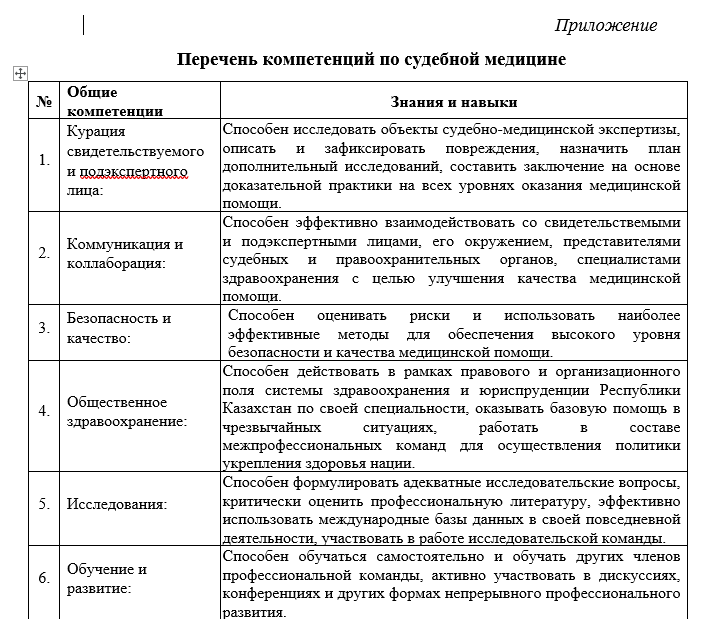 Приложение
Перечень компетенций по судебной медицине
№
Общие
компетенции
Знания и навыки
1.
Курация
свидетельствуемого
и подэкспертного
лица:
Способен исследовать объекты судебно-медицинской экспертизы,
описать и зафиксировать повреждения, назначить план
дополнительный исследований, составить заключение на основе
доказательной практики на всех уровнях оказания медицинской
помощи.
2.
Коммуникация и
коллаборация:
Способен эффективно взаимодействовать со свидетельствемыми
и подэкспертными лицами, его окружением, представителями
судебных и правоохранительных органов, специалистами
здравоохранения с целью улучшения качества медицинской
помощи.
3.
Безопасность и
качество:
Способен оценивать риски и использовать наиболее
эффективные методы для обеспечения высокого уровня
безопасности и качества медицинской помощи.
4.
Общественное
здравоохранение:
Способен действовать в рамках правового и организационного
поля системы здравоохранения и юриспруденции Республики
Казахстан по своей специальности, оказывать базовую помощь в
чрезвычайных ситуациях, работать в составе
межпрофессиональных команд для осуществления политики
укрепления здоровья нации.
5.
Исследования:
Способен формулировать адекватные исследовательские вопросы,
критически оценить профессиональную литературу, эффективно
использовать международные базы данных в своей повседневной
деятельности, участвовать в работе исследовательской команды.
6.
Обучение и
развитие:
Способен обучаться самостоятельно и обучать других членов
профессиональной команды, активно участвовать в дискуссиях,
конференциях и других формах непрерывного профессионального
развития.